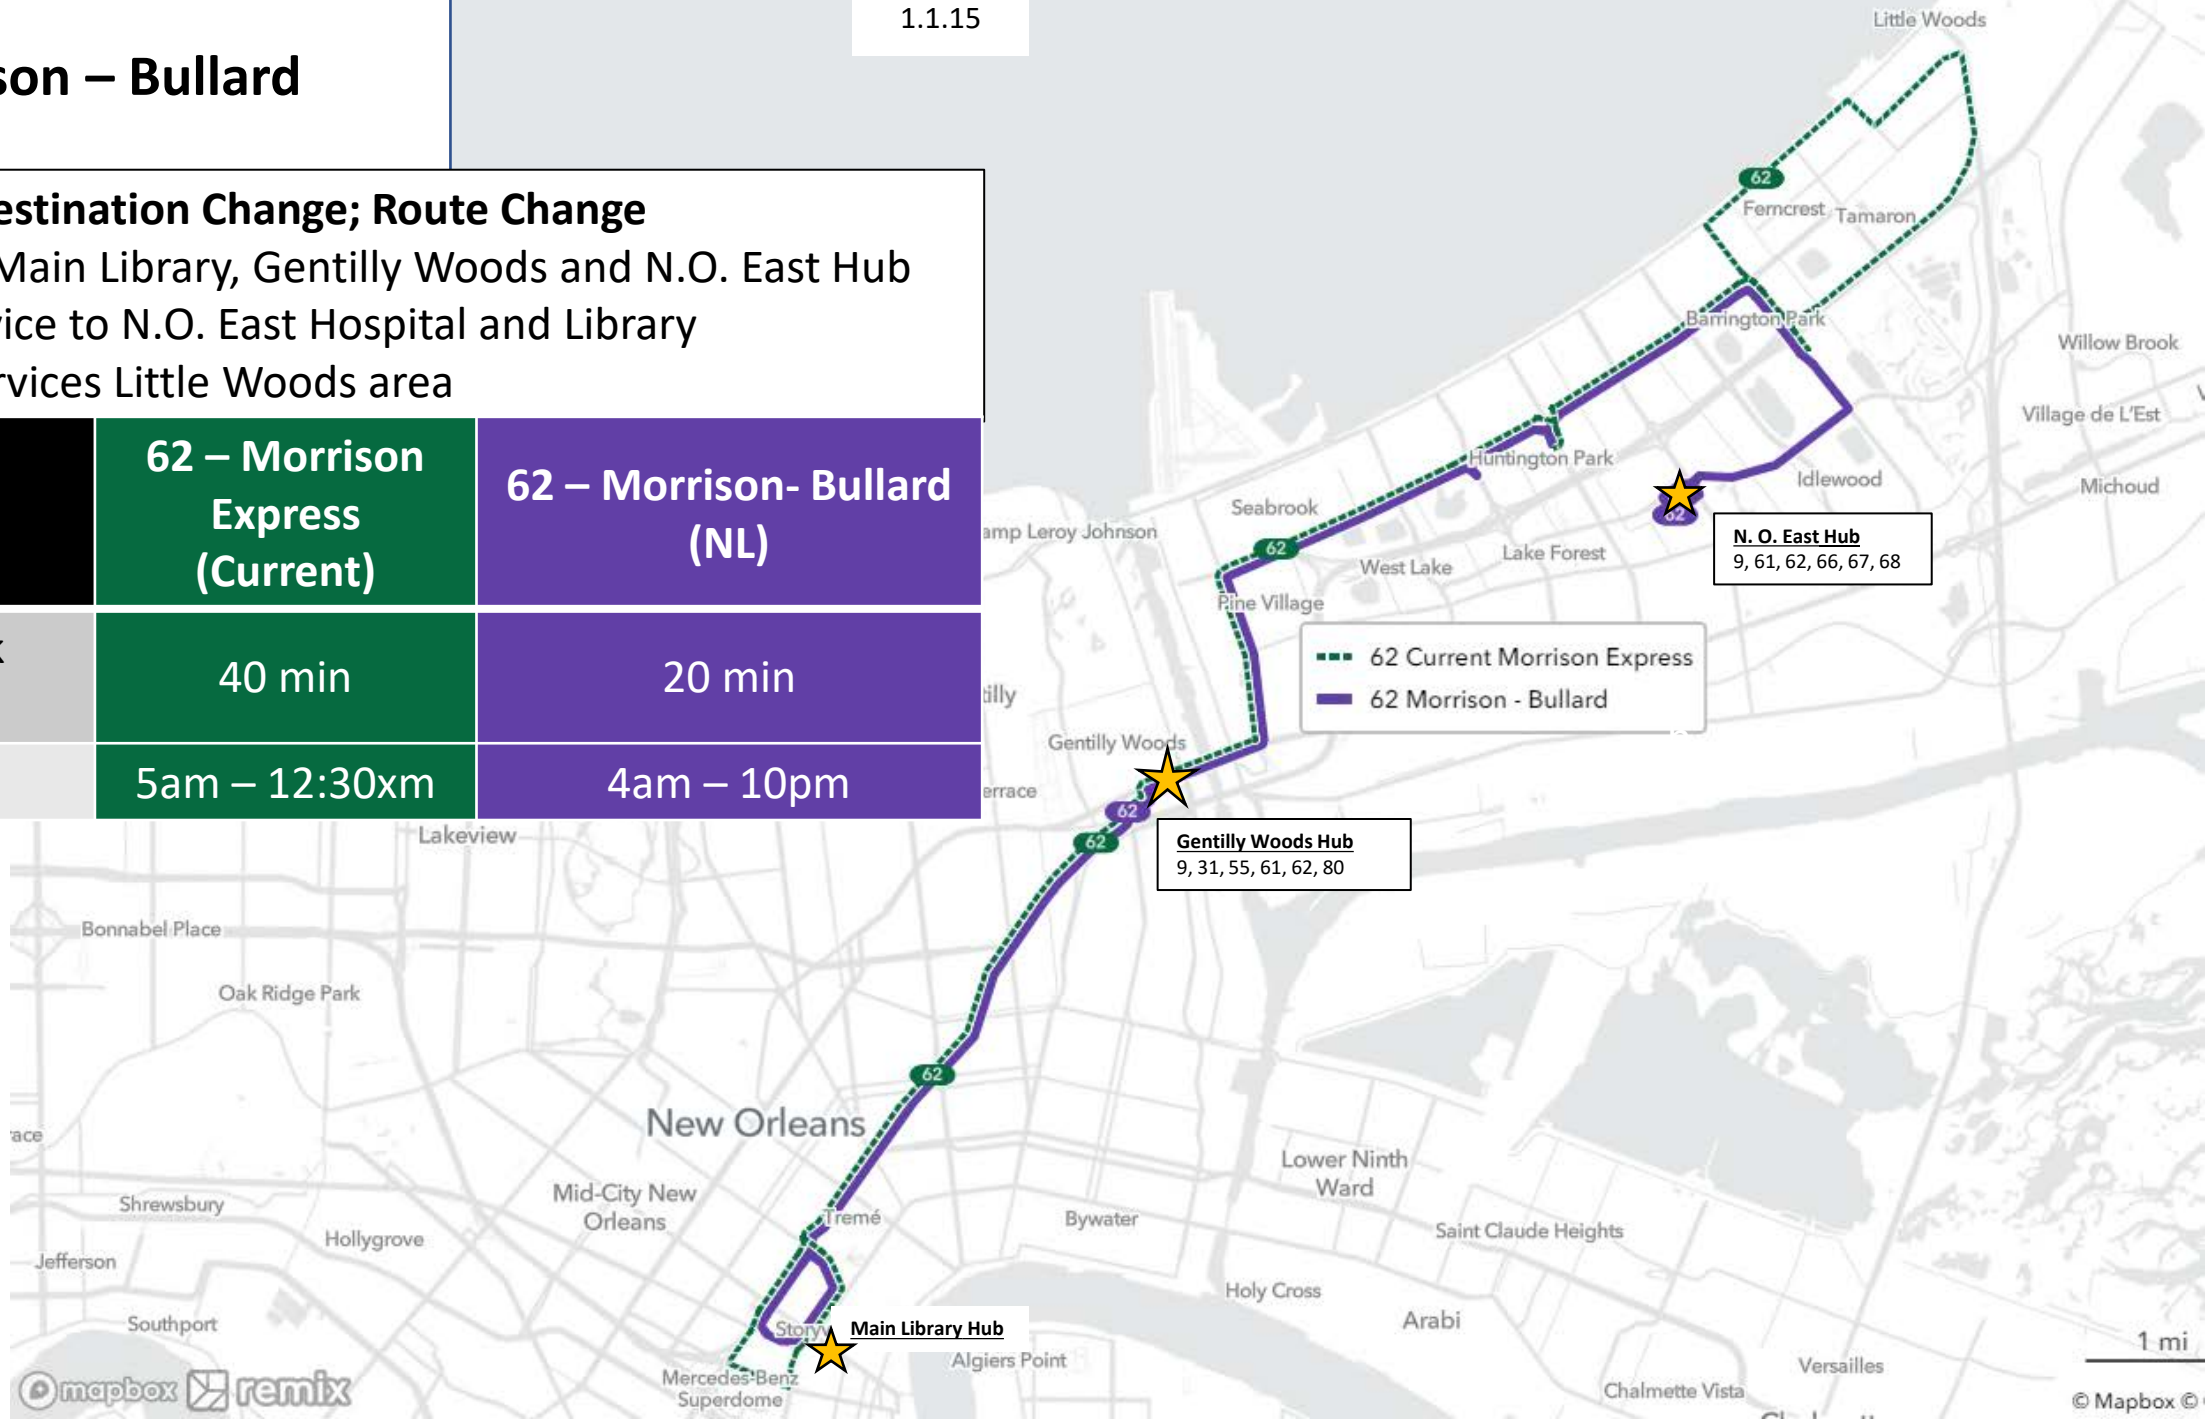 1.1.15
son – Bullard
estination Change; Route Change
Main Library, Gentilly Woods and N.O. East Hub
vice to N.O. East Hospital and Library
rvices Little Woods area
62 – Morrison
Express
(Current)
62 – Morrison- Bullard
(NL)
40 min
20 min
5am – 12:30xm
4am – 10pm
Little Woods
62
Ferncrest
Tamaron
Barrington Park
Willow Brook
Village de L'Est
Huntington Park
Idlewood
Michoud
Seabrook
amp Leroy Johnson
62
West Lake
Lake Forest
62
N. O. East Hub
9, 61, 62, 66, 67, 68
Pine Village
62 Current Morrison Express
62 Morrison - Bullard
tilly
Gentilly Woods
errace
62
62
Gentilly Woods Hub
9, 31, 55, 61, 62, 80
Lakeview
Bonnabel Place
Oak Ridge Park
62
New Orleans
race
Lower Ninth
Ward
Mid-City New
Orleans
Shrewsbury
Tremé
Bywater
Saint Claude Heights
Hollygrove
Jefferson
Holy Cross
Arabi
Southport
Storyv
Main Library Hub
Algiers Point
1 mi
Versailles
Mercedes-Benz
Superdome
Chalmette Vista
mapbox remix
© Mapbox ©